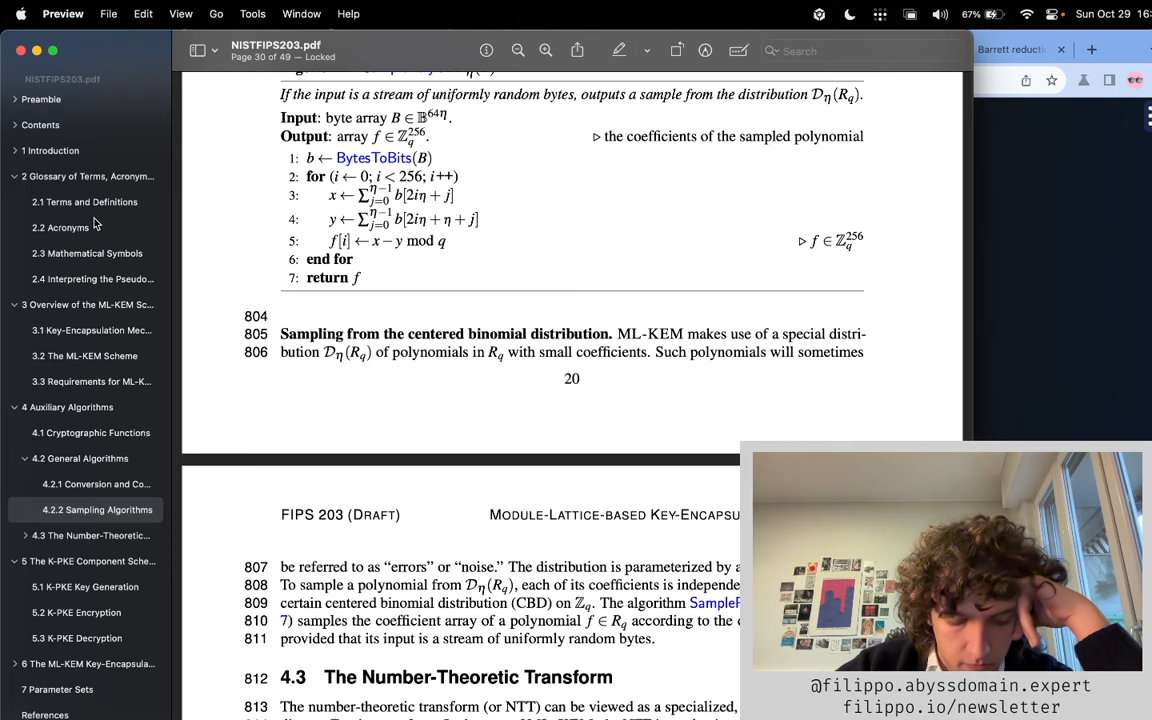 Preview File Edit View Go Tools Window Help
67%
Sun Oct 29 16:
NISTFIPS203.pdf
Page 30 of 49 — Locked
Search
Barrett reducti
NISTFIPS203.pdf
Preamble
Contents
1 Introduction
2 Glossary of Terms, Acronym...
2.1 Terms and Definitions
2.2 Acronyms
2.3 Mathematical Symbols
2.4 Interpreting the Pseudo...
3 Overview of the ML-KEM Sc...
3.1 Key-Encapsulation Mec...
3.2 The ML-KEM Scheme
3.3 Requirements for ML-K...
4 Auxiliary Algorithms
4.1 Cryptographic Functions
4.2 General Algorithms
4.2.1 Conversion and Co...
4.2.2 Sampling Algorithms
4.3 The Number-Theoretic...
5 The K-PKE Component Sche...
5.1 K-PKE Key Generation
5.2 K-PKE Encryption
5.3 K-PKE Decryption
6 The ML-KEM Key-Encapsula...
7 Parameter Sets
References
If the input is a stream of uniformly random bytes, outputs a sample from the distribution 𝒟η(Rq).
Input: byte array B ∈ 𝔹^64η.
Output: array f ∈ ℤ_q^256. ▷ the coefficients of the sampled polynomial
1: b ← BytesToBits(B)
2: for (i ← 0; i < 256; i++)
3: x ← ∑_{j=0}^{η−1} b[2iη + j]
4: y ← ∑_{j=0}^{η−1} b[2iη + η + j]
5: f[i] ← x − y mod q ▷ f ∈ ℤ_q^256
6: end for
7: return f
804
805 Sampling from the centered binomial distribution. ML-KEM makes use of a special distri-
806 bution 𝒟η(Rq) of polynomials in Rq with small coefficients. Such polynomials will sometimes
20
FIPS 203 (DRAFT) MODULE-LATTICE-BASED KEY-ENCAPSU
807 be referred to as “errors” or “noise.” The distribution is parameterized by
808 To sample a polynomial from 𝒟η(Rq), each of its coefficients is independe
809 certain centered binomial distribution (CBD) on ℤq. The algorithm Sample
810 7) samples the coefficient array of a polynomial f ∈ Rq according to the
811 provided that its input is a stream of uniformly random bytes.
812 4.3 The Number-Theoretic Transform
813 The number-theoretic transform (or NTT) can be viewed as a specialized,
@filippo.abyssdomain.expert
filippo.io/newsletter